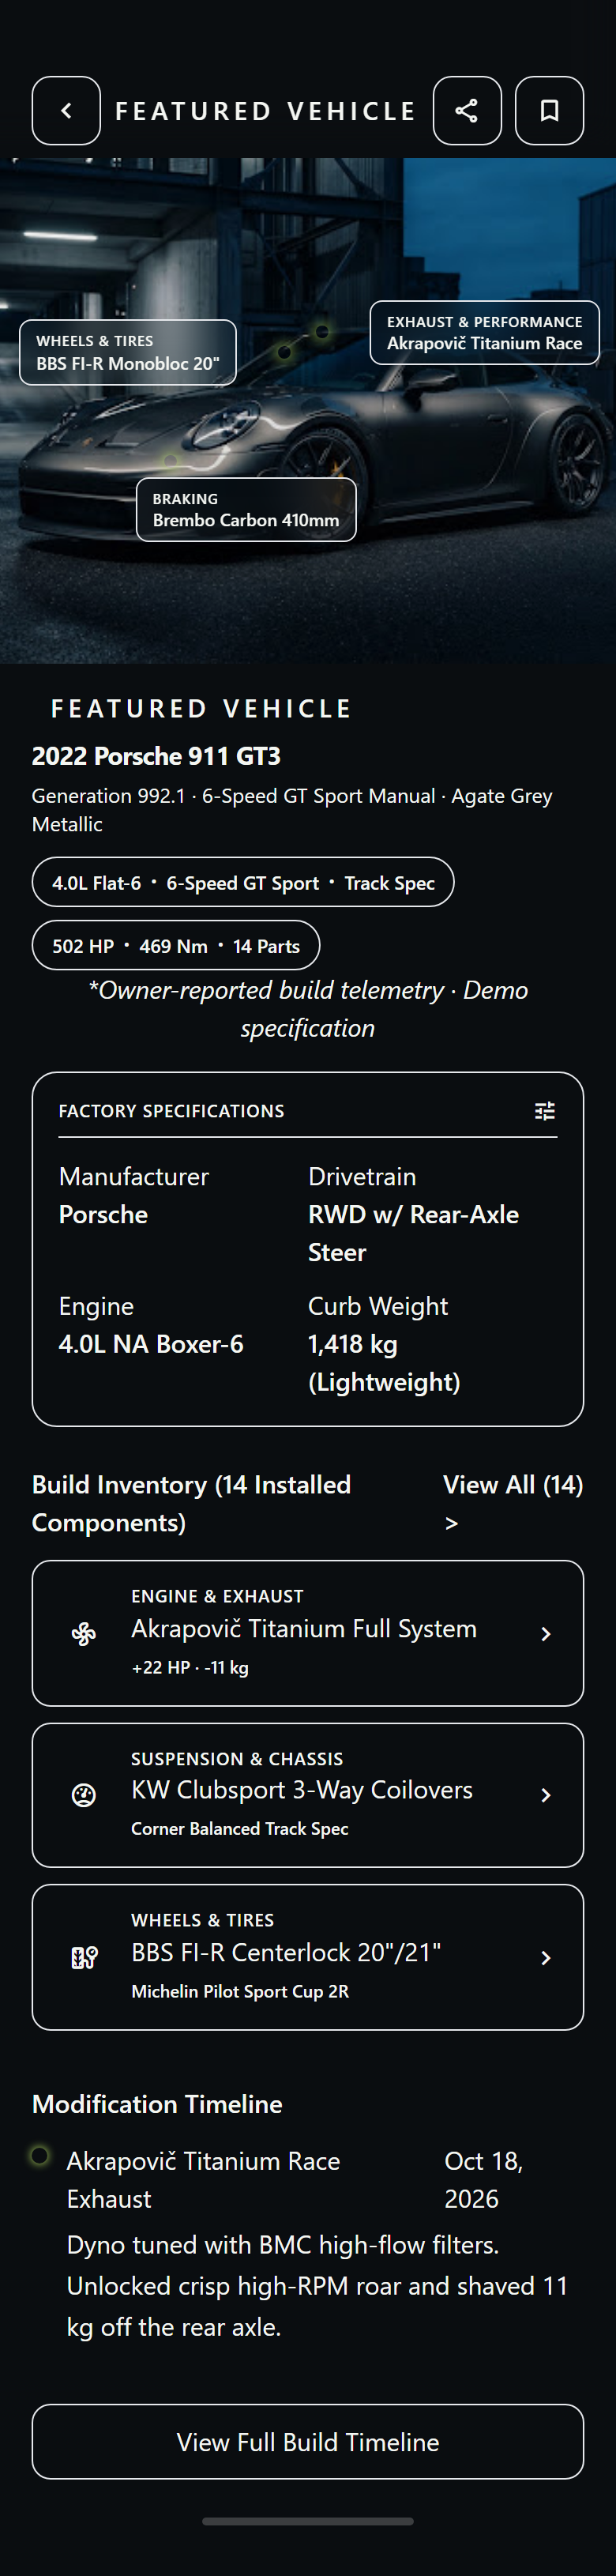 FEATURED VEHICLE
WHEELS & TIRES
BBS FI-R Monobloc 20"
EXHAUST & PERFORMANCE
Akrapovič Titanium Race
BRAKING
Brembo Carbon 410mm
FEATURED VEHICLE
2022 Porsche 911 GT3
Generation 992.1 · 6-Speed GT Sport Manual · Agate Grey
Metallic
4.0L Flat-6 • 6-Speed GT Sport • Track Spec
502 HP • 469 Nm • 14 Parts
*Owner-reported build telemetry · Demo
specification
FACTORY SPECIFICATIONS
Manufacturer
Porsche
Drivetrain
RWD w/ Rear-Axle
Steer
Engine
4.0L NA Boxer-6
Curb Weight
1,418 kg
(Lightweight)
Build Inventory (14 Installed
Components)
View All (14)
>
ENGINE & EXHAUST
Akrapovič Titanium Full System
+22 HP · -11 kg
SUSPENSION & CHASSIS
KW Clubsport 3-Way Coilovers
Corner Balanced Track Spec
WHEELS & TIRES
BBS FI-R Centerlock 20"/21"
Michelin Pilot Sport Cup 2R
Modification Timeline
Akrapovič Titanium Race
Exhaust
Oct 18,
2026
Dyno tuned with BMC high-flow filters.
Unlocked crisp high-RPM roar and shaved 11
kg off the rear axle.
View Full Build Timeline